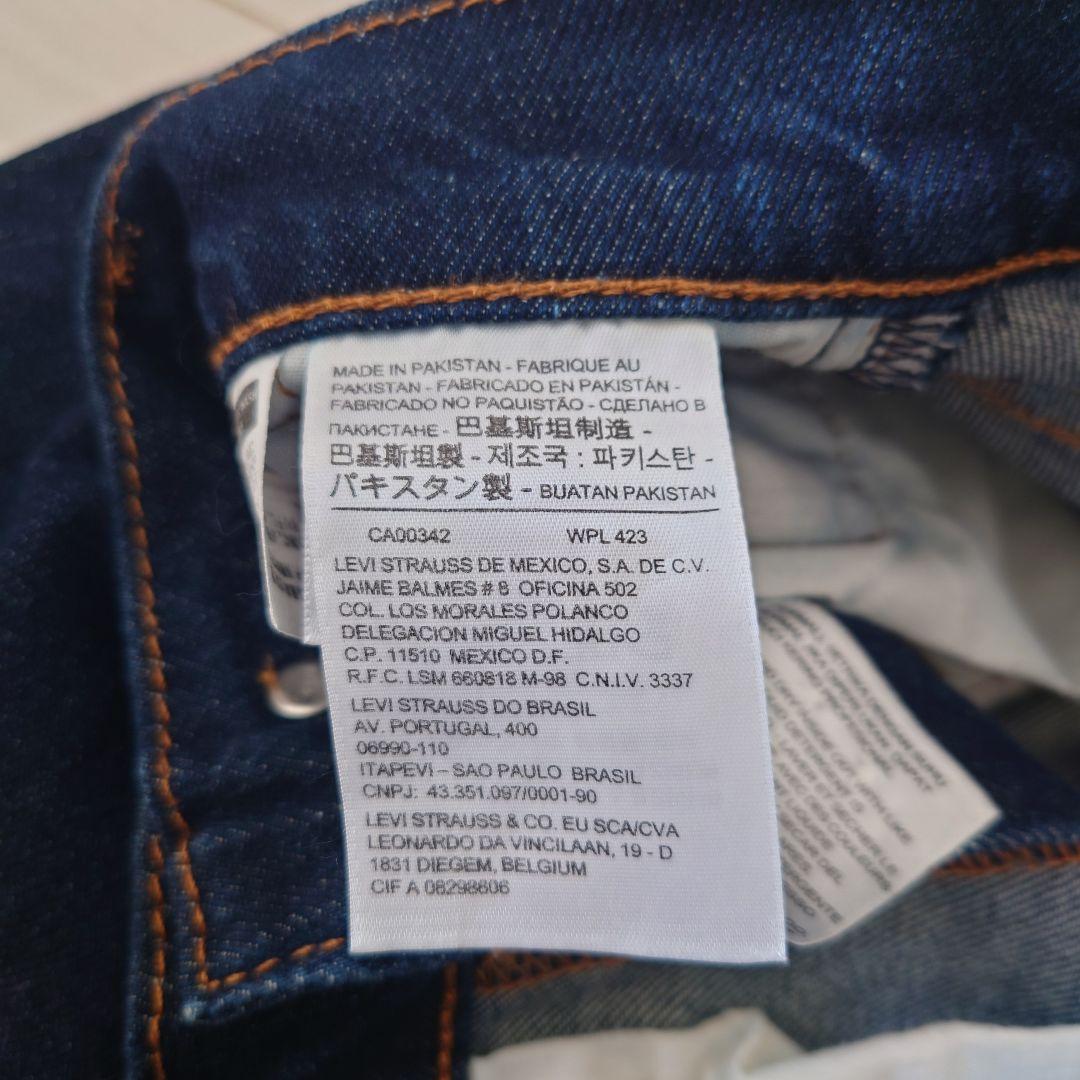 MADE IN PAKISTAN - FABRIQUE AU
PAKISTAN - FABRICADO EN PAKISTÁN -
FABRICADO NO PAQUISTÃO - СДЕЛАНО В
ПАКИСТАНЕ - 巴基斯坦制造 -
巴基斯坦製 - 제조국 : 파키스탄 -
パキスタン製 - BUATAN PAKISTAN
CA00342 WPL 423
LEVI STRAUSS DE MEXICO, S.A. DE C.V.
JAIME BALMES # 8 OFICINA 502
COL. LOS MORALES POLANCO
DELEGACION MIGUEL HIDALGO
C.P. 11510 MEXICO D.F.
R.F.C. LSM 660818 M-98 C.N.I.V. 3337
LEVI STRAUSS DO BRASIL
AV. PORTUGAL, 400
06990-110
ITAPEVI – SAO PAULO BRASIL
CNPJ: 43.351.097/0001-90
LEVI STRAUSS & CO. EU SCA/CVA
LEONARDO DA VINCILAAN, 19 - D
1831 DIEGEM, BELGIUM
CIF A 08298606